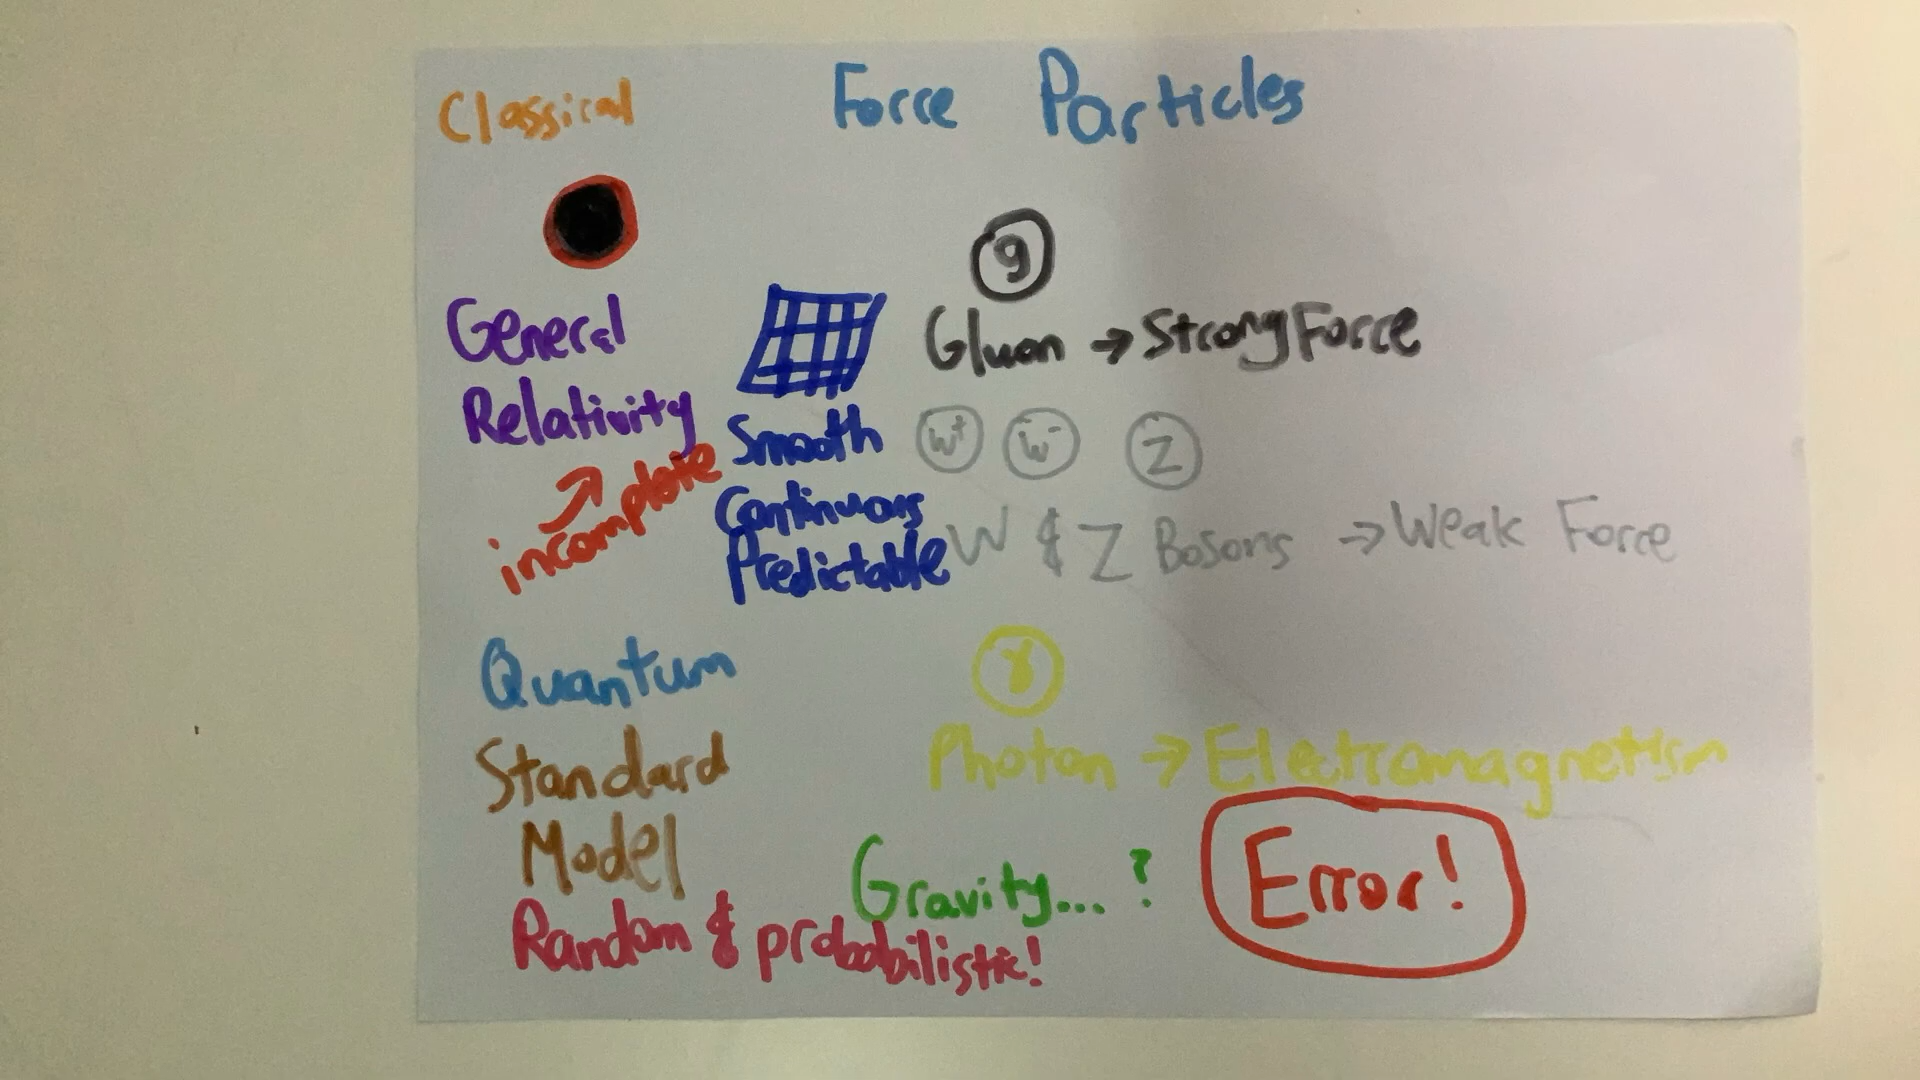 Classical
Force Particles
g
General
Relativity
incomplete
Smooth
Continuous
Predictable
Gluon → Strong Force
W+ W- Z
W & Z Bosons → Weak Force
Quantum
Standard
Model
Random & probabilistic!
γ
Photon → Eletromagnetism
Gravity... ?
Error!